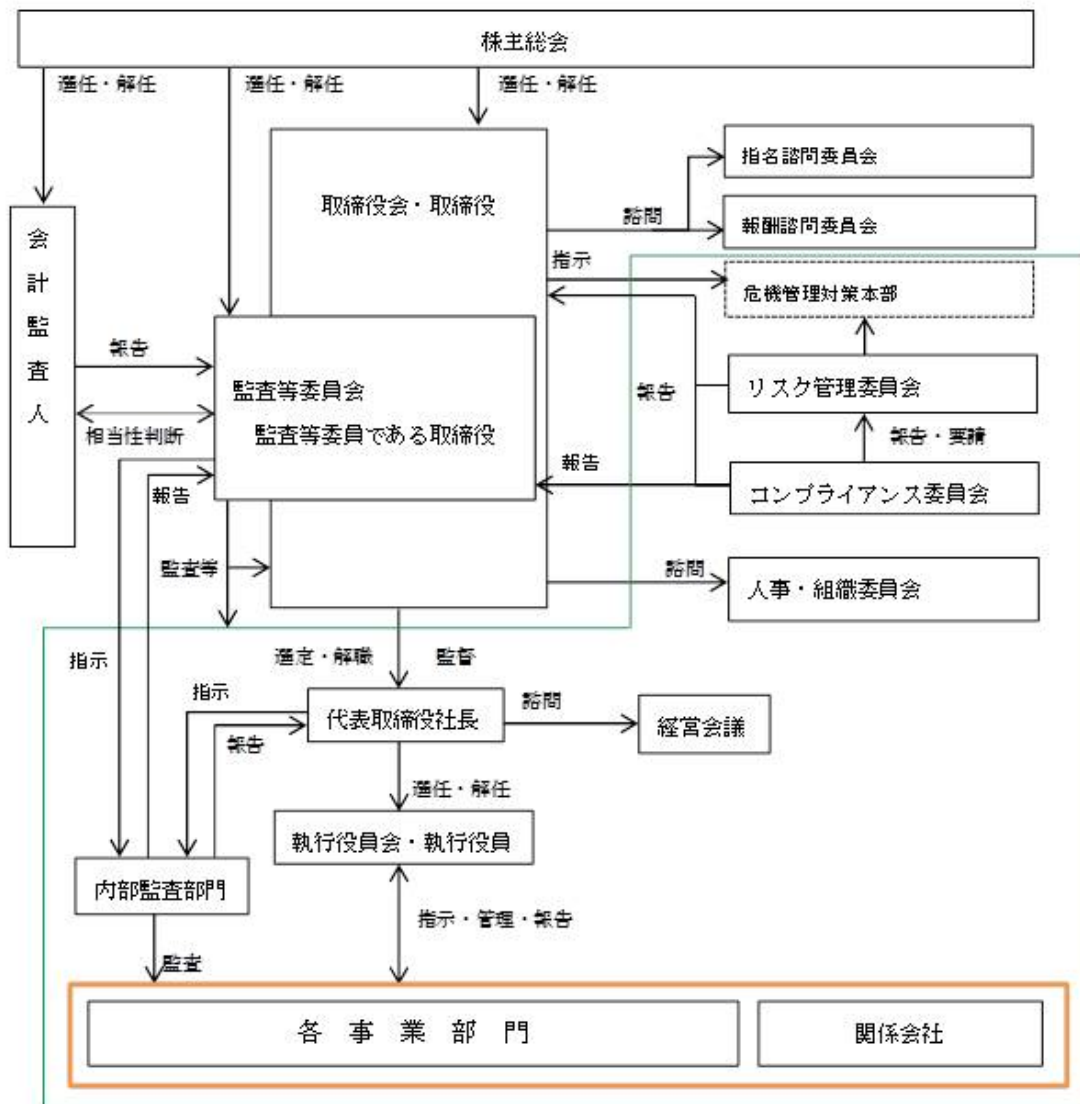 株主総会
選任・解任
選任・解任
選任・解任
指名諮問委員会
取締役会・取締役
諮問
報酬諮問委員会
会計監査人
指示
危機管理対策本部
報告
リスク管理委員会
監査等委員会
報告
監査等委員である取締役
相当性判断
報告・要請
報告
報告
コンプライアンス委員会
監査等
諮問
人事・組織委員会
指示
選定・解職
監督
指示
代表取締役社長
諮問
経営会議
報告
選任・解任
執行役員会・執行役員
内部監査部門
指示・管理・報告
監査
各事業部門
関係会社